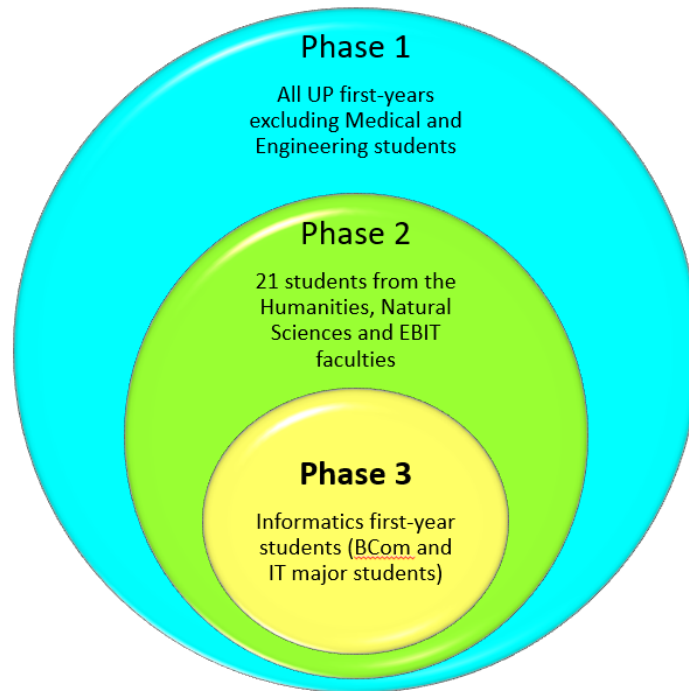 Phase 1
All UP first-years
excluding Medical and
Engineering students
Phase 2
21 students from the
Humanities, Natural
Sciences and EBIT
faculties
Phase 3
Informatics first-year
students (BCom and
IT major students)